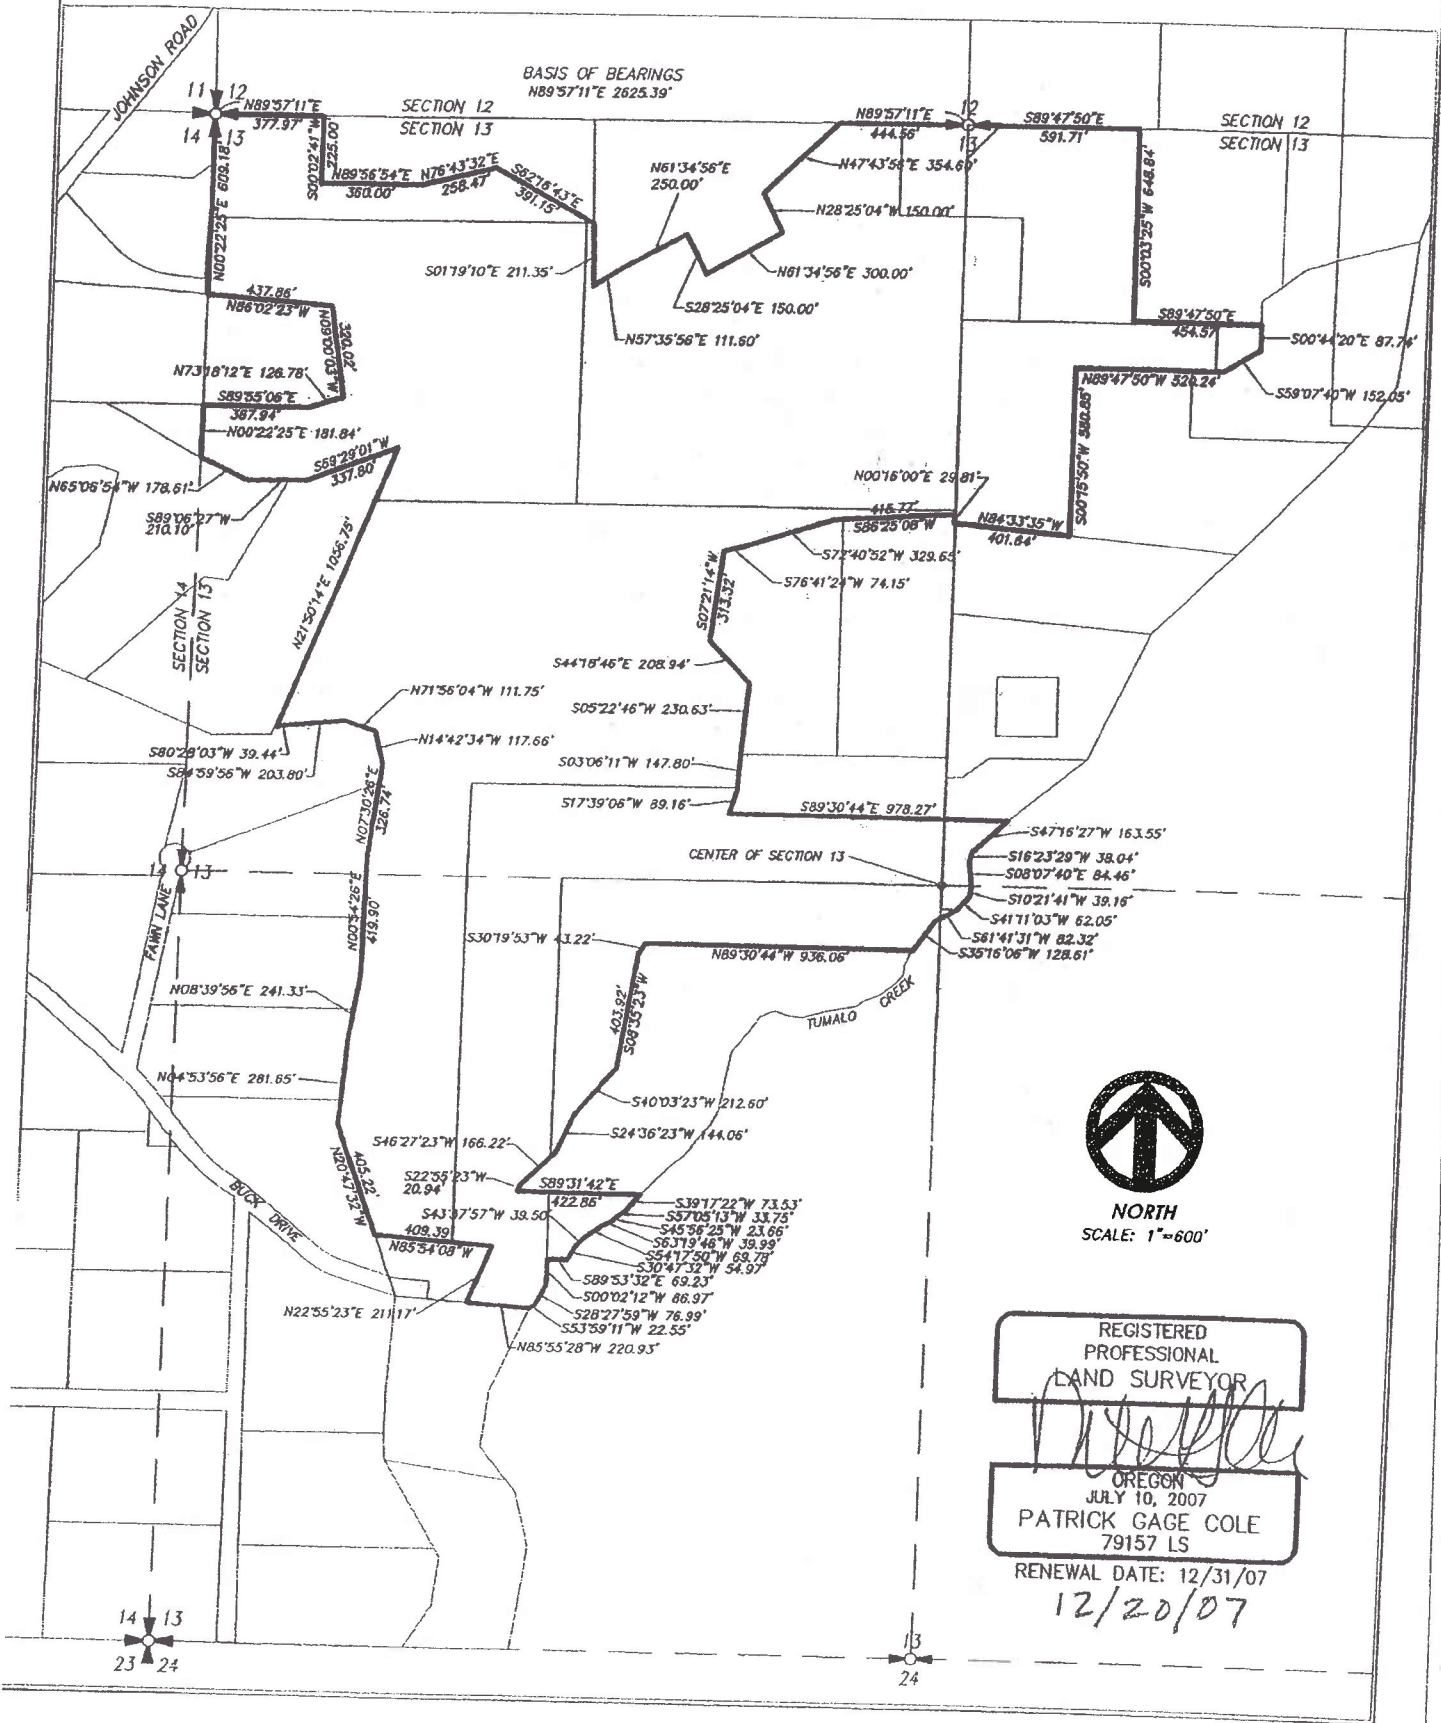 JOHNSON ROAD
BASIS OF BEARINGS
N89°57'11"E 2625.39'
11 12
14 13
N89°57'11"E
377.97'
SECTION 12
SECTION 13
N89°57'11"E
444.56'
12
13
S89°47'50"E
591.71'
SECTION 12
SECTION 13
S00°02'41"W
225.00'
N89°56'54"E
360.00'
N76°43'32"E
258.47'
S62°16'43"E
391.15'
N61°34'56"E
250.00'
N47°43'58"E 354.60'
N28°25'04"W 150.00'
N00°22'25"E 609.18'
S01°19'10"E 211.35'
N61°34'56"E 300.00'
S28°25'04"E 150.00'
N57°35'56"E 111.60'
S00°03'25"W 648.84'
437.86'
N86°02'23"W
320.02'
N09°00'03"W
S89°47'50"E
454.57'
S00°44'20"E 87.74'
N73°18'12"E 126.78'
S89°55'06"E
387.94'
N89°47'50"W 520.24'
S59°07'40"W 152.05'
N00°22'25"E 181.84'
S69°29'01"W
337.80'
S00°15'50"W 580.85'
N65°06'54"W 178.61'
S89°06'27"W
210.10'
N00°16'00"E 29.81'
415.77'
S86°25'08"W
N84°33'35"W
401.64'
N21°50'14"E 1056.75'
S72°40'52"W 329.65'
S76°41'24"W 74.15'
S07°21'14"W
313.32'
SECTION 14
SECTION 13
S44°18'46"E 208.94'
N71°56'04"W 111.75'
S05°22'46"W 230.63'
N14°42'34"W 117.66'
S80°28'03"W 39.44'
S84°59'56"W 203.80'
S03°06'11"W 147.80'
N07°30'26"E
326.74'
S17°39'06"W 89.16'
S89°30'44"E 978.27'
S47°16'27"W 163.55'
CENTER OF SECTION 13
S16°23'29"W 38.04'
S08°07'40"E 84.46'
14 13
S10°21'41"W 39.16'
S41°11'03"W 62.05'
S61°41'31"W 82.32'
S35°16'06"W 128.61'
FAWN LANE
N00°54'26"E
419.90'
S30°19'53"W 43.22'
N89°30'44"W 936.06'
N08°39'56"E 241.33'
403.92'
S08°35'23"W
TUMALO CREEK
N04°53'56"E 281.65'
S40°03'23"W 212.60'
S24°36'23"W 144.06'
S46°27'23"W 166.22'
405.22'
N20°47'32"W
S22°55'23"W
20.94'
S89°31'42"E
422.86'
BUCK DRIVE
S39°17'22"W 73.53'
S57°05'13"W 33.75'
S43°37'57"W 39.50'
S45°56'25"W 23.66'
S63°19'46"W 39.99'
409.39'
N85°54'08"W
S54°17'50"W 69.78'
S30°47'32"W 54.97'
S89°53'32"E 69.23'
S00°02'12"W 86.97'
N22°55'23"E 211.17'
S28°27'59"W 76.99'
S53°59'11"W 22.55'
N85°55'28"W 220.93'
NORTH
SCALE: 1"=600'
REGISTERED
PROFESSIONAL
LAND SURVEYOR
OREGON
JULY 10, 2007
PATRICK GAGE COLE
79157 LS
RENEWAL DATE: 12/31/07
12/20/07
14 13
23 24
13
24